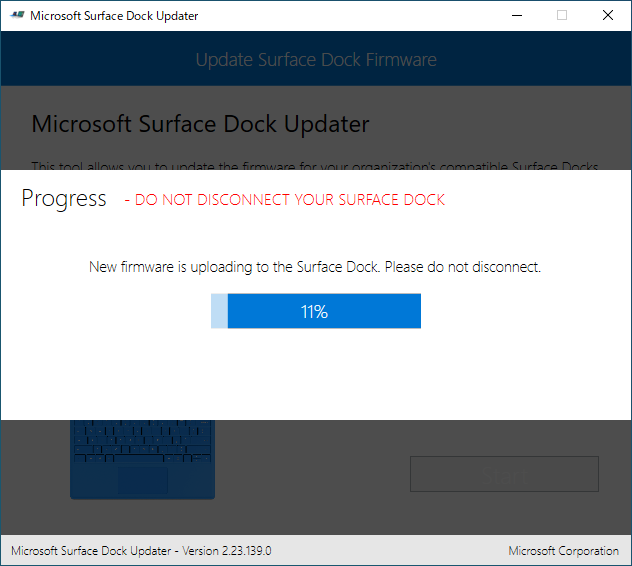 Microsoft Surface Dock Updater
Update Surface Dock Firmware
Microsoft Surface Dock Updater
This tool allows you to update the firmware for your organization's compatible Surface Docks
Progress - DO NOT DISCONNECT YOUR SURFACE DOCK
New firmware is uploading to the Surface Dock. Please do not disconnect.
11%
Microsoft Surface Dock Updater - Version 2.23.139.0
Microsoft Corporation